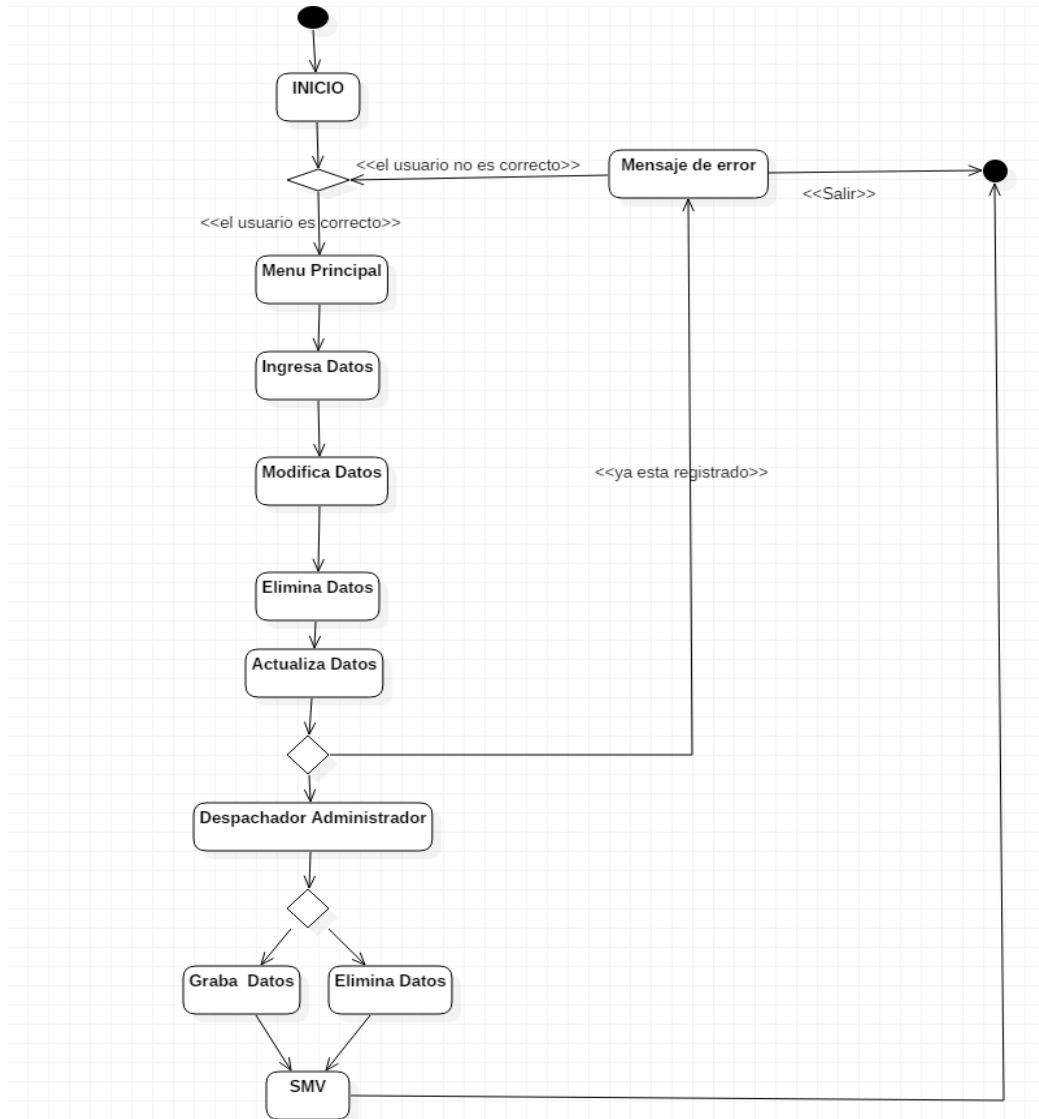 INICIO
<<el usuario no es correcto>>
Mensaje de error
<<Salir>>
<<el usuario es correcto>>
Menu Principal
Ingresa Datos
Modifica Datos
<<ya esta registrado>>
Elimina Datos
Actualiza Datos
Despachador Administrador
Graba Datos
Elimina Datos
SMV